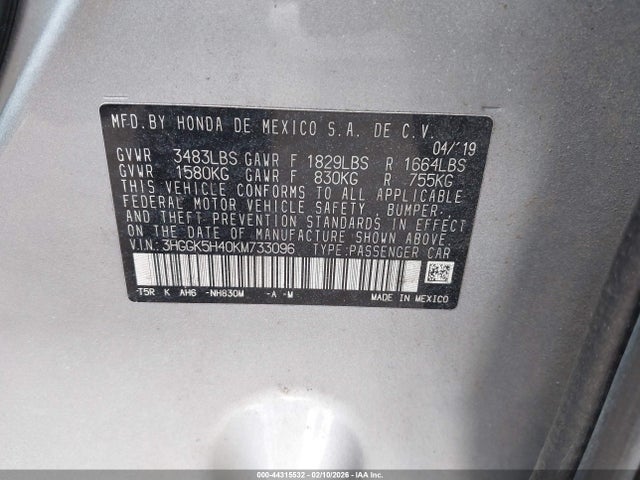 MFD.BY HONDA DE MEXICO S.A. DE C.V.
04/'19
GVWR 3483LBS GAWR F 1829LBS R 1664LBS
GVWR 1580KG GAWR F 830KG R 755KG
THIS VEHICLE CONFORMS TO ALL APPLICABLE
FEDERAL MOTOR VEHICLE SAFETY, BUMPER,
AND THEFT PREVENTION STANDARDS IN EFFECT
ON THE DATE OF MANUFACTURE SHOWN ABOVE.
V.I.N: 3HGGK5H40KM733096 TYPE:PASSENGER CAR
T5R K AH6 -NH830M -A -M
MADE IN MEXICO
000-44315532 - 02/10/2026 - IAA Inc.